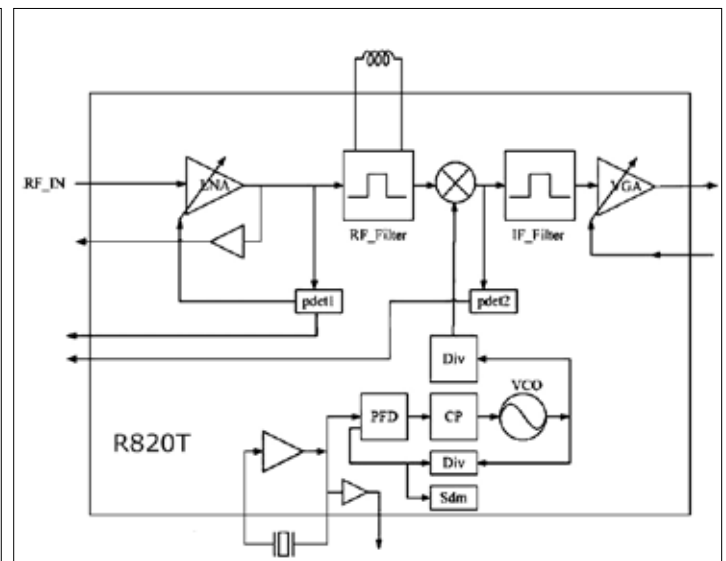 RF_IN
LNA
RF_Filter
IF_Filter
VGA
pdet1
pdet2
Div
VCO
PFD
CP
R820T
Div
Sdm